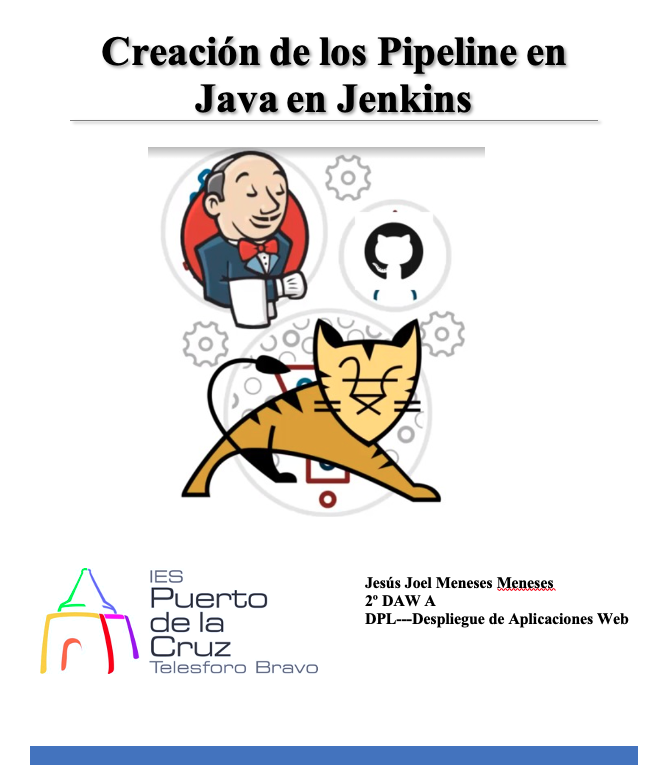 Creación de los Pipeline en
Java en Jenkins
IES
Puerto
de la
Cruz
Telesforo Bravo
Jesús Joel Meneses Meneses
2º DAW A
DPL---Despliegue de Aplicaciones Web